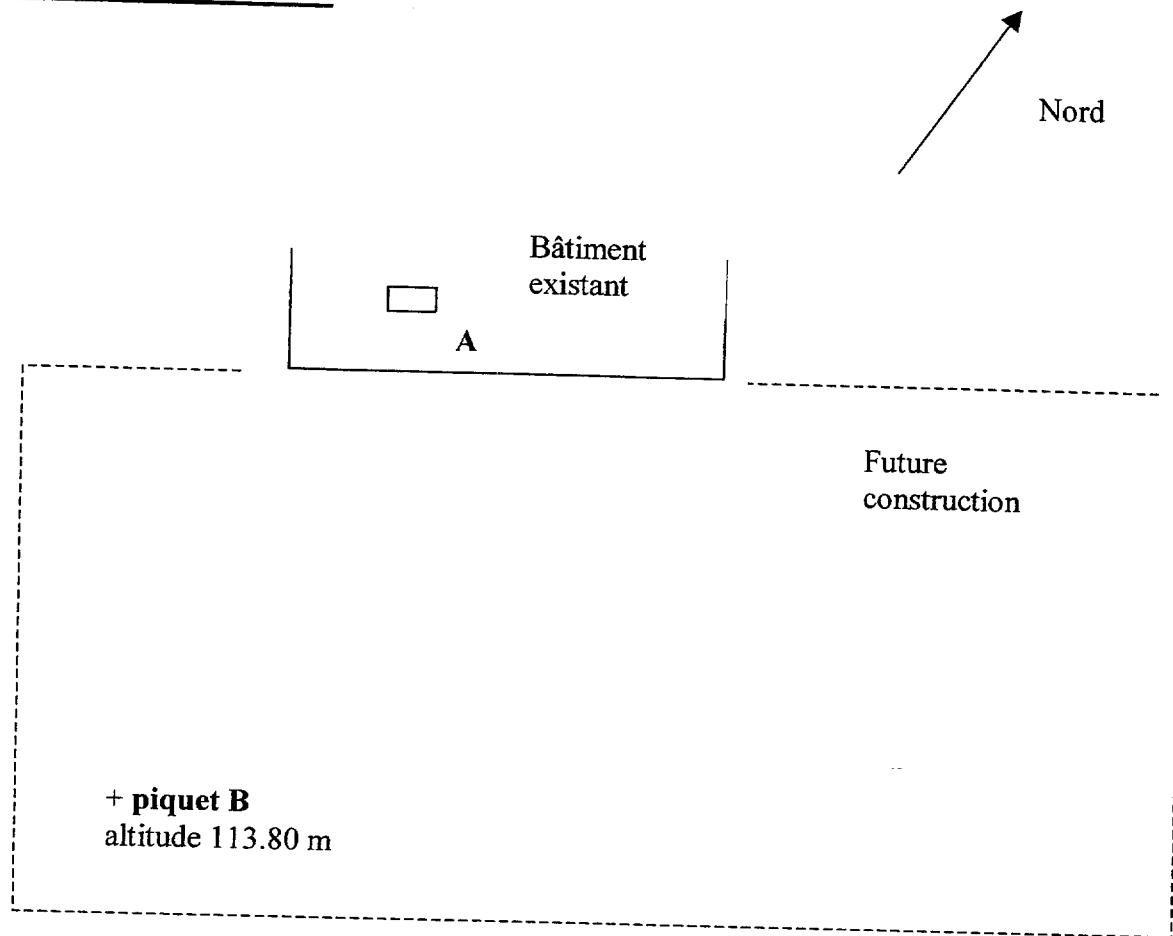 Nord
Bâtiment
existant
A
Future
construction
+ piquet B
altitude 113.80 m